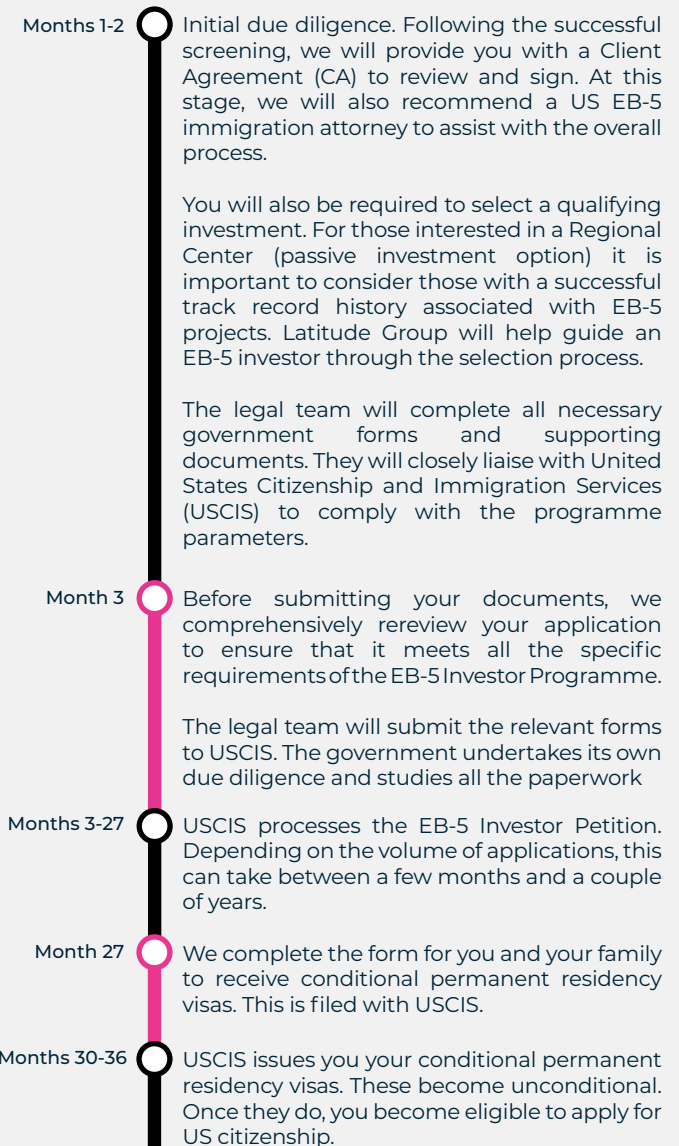 Months 1-2
Initial due diligence. Following the successful
screening, we will provide you with a Client
Agreement (CA) to review and sign. At this
stage, we will also recommend a US EB-5
immigration attorney to assist with the overall
process.
You will also be required to select a qualifying
investment. For those interested in a Regional
Center (passive investment option) it is
important to consider those with a successful
track record history associated with EB-5
projects. Latitude Group will help guide an
EB-5 investor through the selection process.
The legal team will complete all necessary
government forms and supporting
documents. They will closely liaise with United
States Citizenship and Immigration Services
(USCIS) to comply with the programme
parameters.
Month 3
Before submitting your documents, we
comprehensively rereview your application
to ensure that it meets all the specific
requirements of the EB-5 Investor Programme.
The legal team will submit the relevant forms
to USCIS. The government undertakes its own
due diligence and studies all the paperwork
Months 3-27
USCIS processes the EB-5 Investor Petition.
Depending on the volume of applications, this
can take between a few months and a couple
of years.
Month 27
We complete the form for you and your family
to receive conditional permanent residency
visas. This is filed with USCIS.
Months 30-36
USCIS issues you your conditional permanent
residency visas. These become unconditional.
Once they do, you become eligible to apply for
US citizenship.